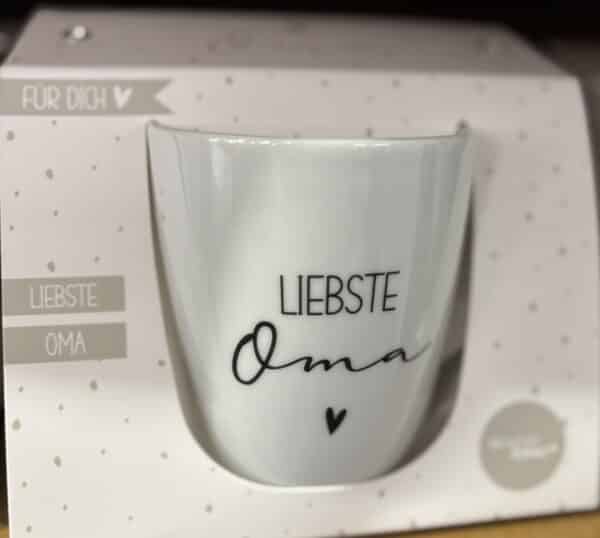 FÜR DICH
LIEBSTE
OMA
LIEBSTE
Oma